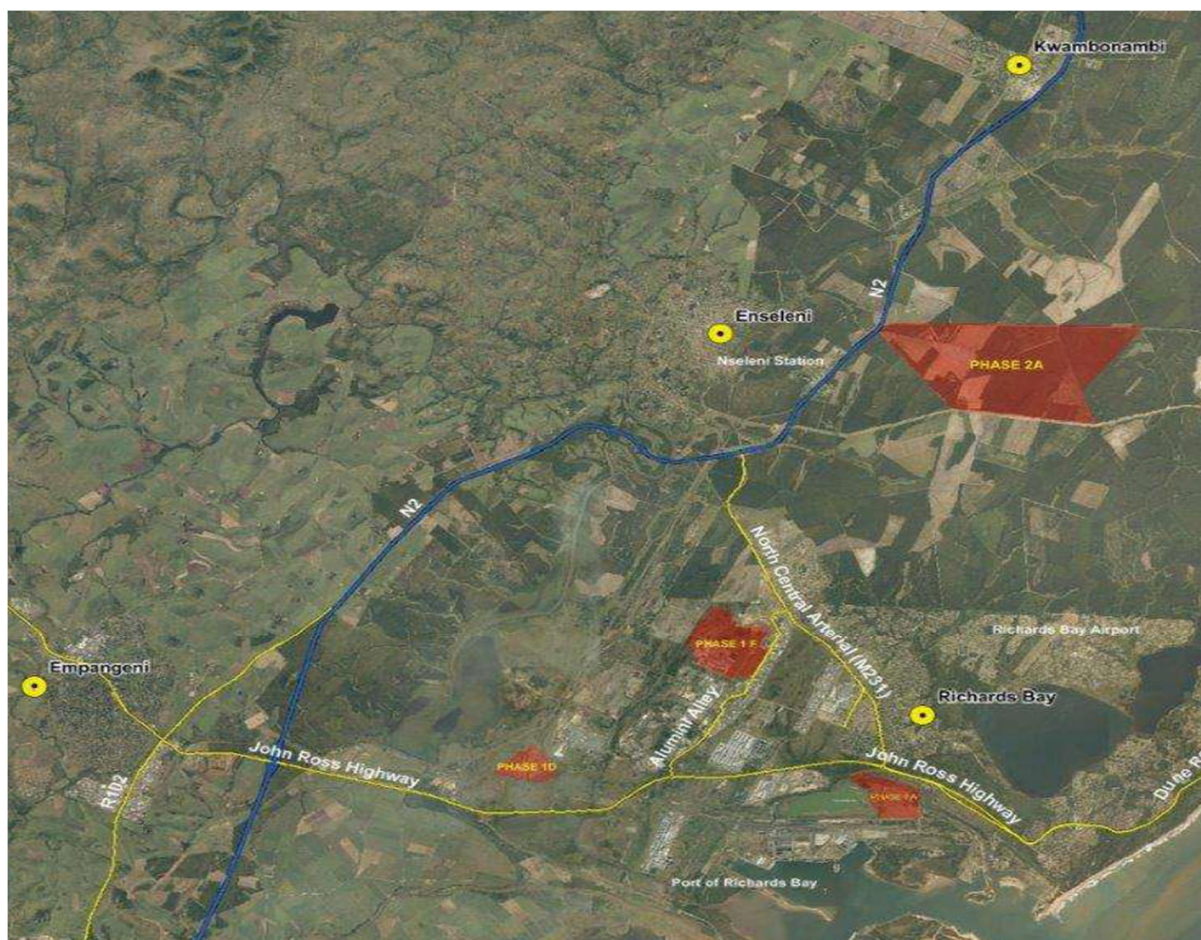 Kwambonambi
N2
Enseleni
Nseleni Station
PHASE 2A
N2
North Central Arterial (M231)
PHASE 1 F
Richards Bay Airport
Empangeni
Richards Bay
Alumini Alley
John Ross Highway
PHASE 1D
John Ross Highway
R102
Port of Richards Bay